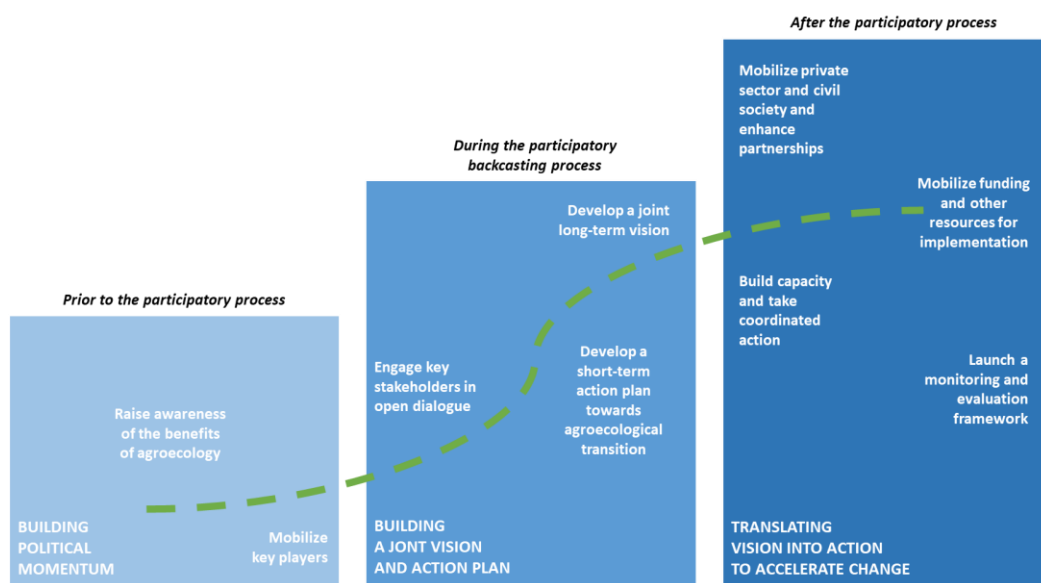 Prior to the participatory process
Raise awareness
of the benefits
of agroecology
Mobilize
key players
BUILDING
POLITICAL
MOMENTUM
During the participatory
backcasting process
Develop a joint
long-term vision
Engage key
stakeholders in
open dialogue
Develop a
short-term
action plan
towards
agroecological
transition
BUILDING
A JONT VISION
AND ACTION PLAN
After the participatory process
Mobilize private
sector and civil
society and
enhance
partnerships
Mobilize funding
and other
resources for
implementation
Build capacity
and take
coordinated
action
Launch a
monitoring and
evaluation
framework
TRANSLATING
VISION INTO ACTION
TO ACCELERATE CHANGE